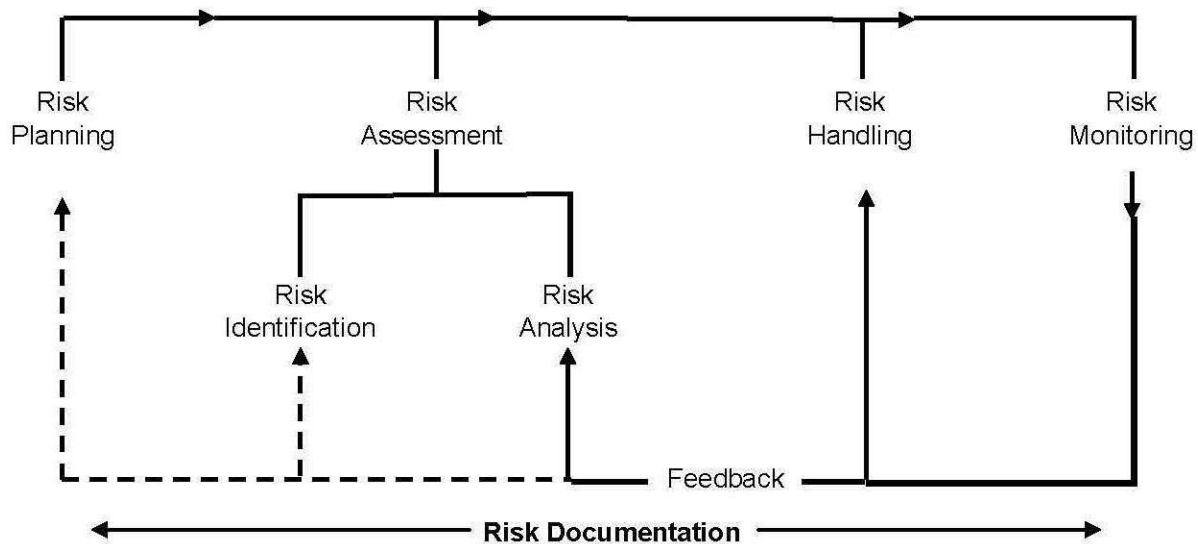 Risk
Planning
Risk
Assessment
Risk
Handling
Risk
Monitoring
Risk
Identification
Risk
Analysis
Feedback
Risk Documentation